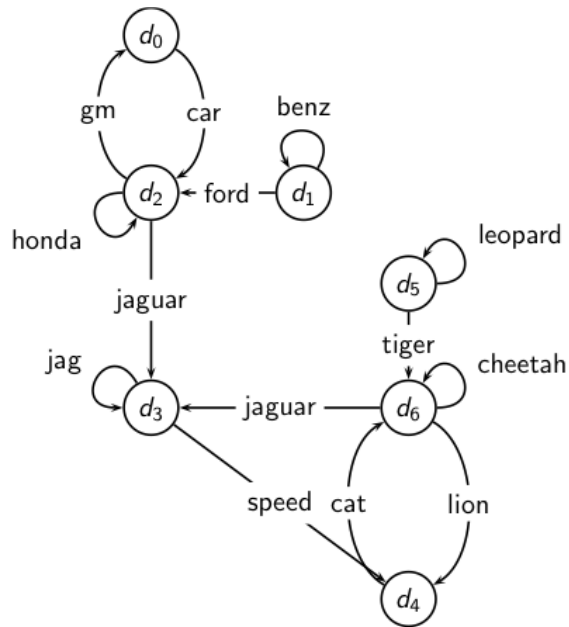 d0
gm car benz
d2 ford d1
honda leopard
d5
jaguar
tiger
jag cheetah
d3 jaguar d6
speed cat lion
d4